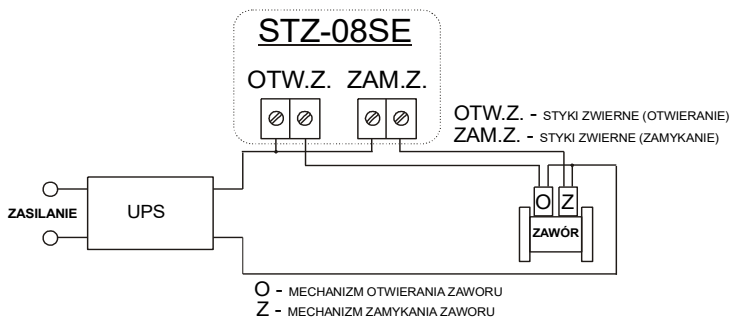 STZ-08SE
OTW.Z. ZAM.Z.
OTW.Z. - STYKI ZWIERNE (OTWIERANIE)
ZAM.Z. - STYKI ZWIERNE (ZAMYKANIE)
ZASILANIE
UPS
O Z
ZAWÓR
O - MECHANIZM OTWIERANIA ZAWORU
Z - MECHANIZM ZAMYKANIA ZAWORU